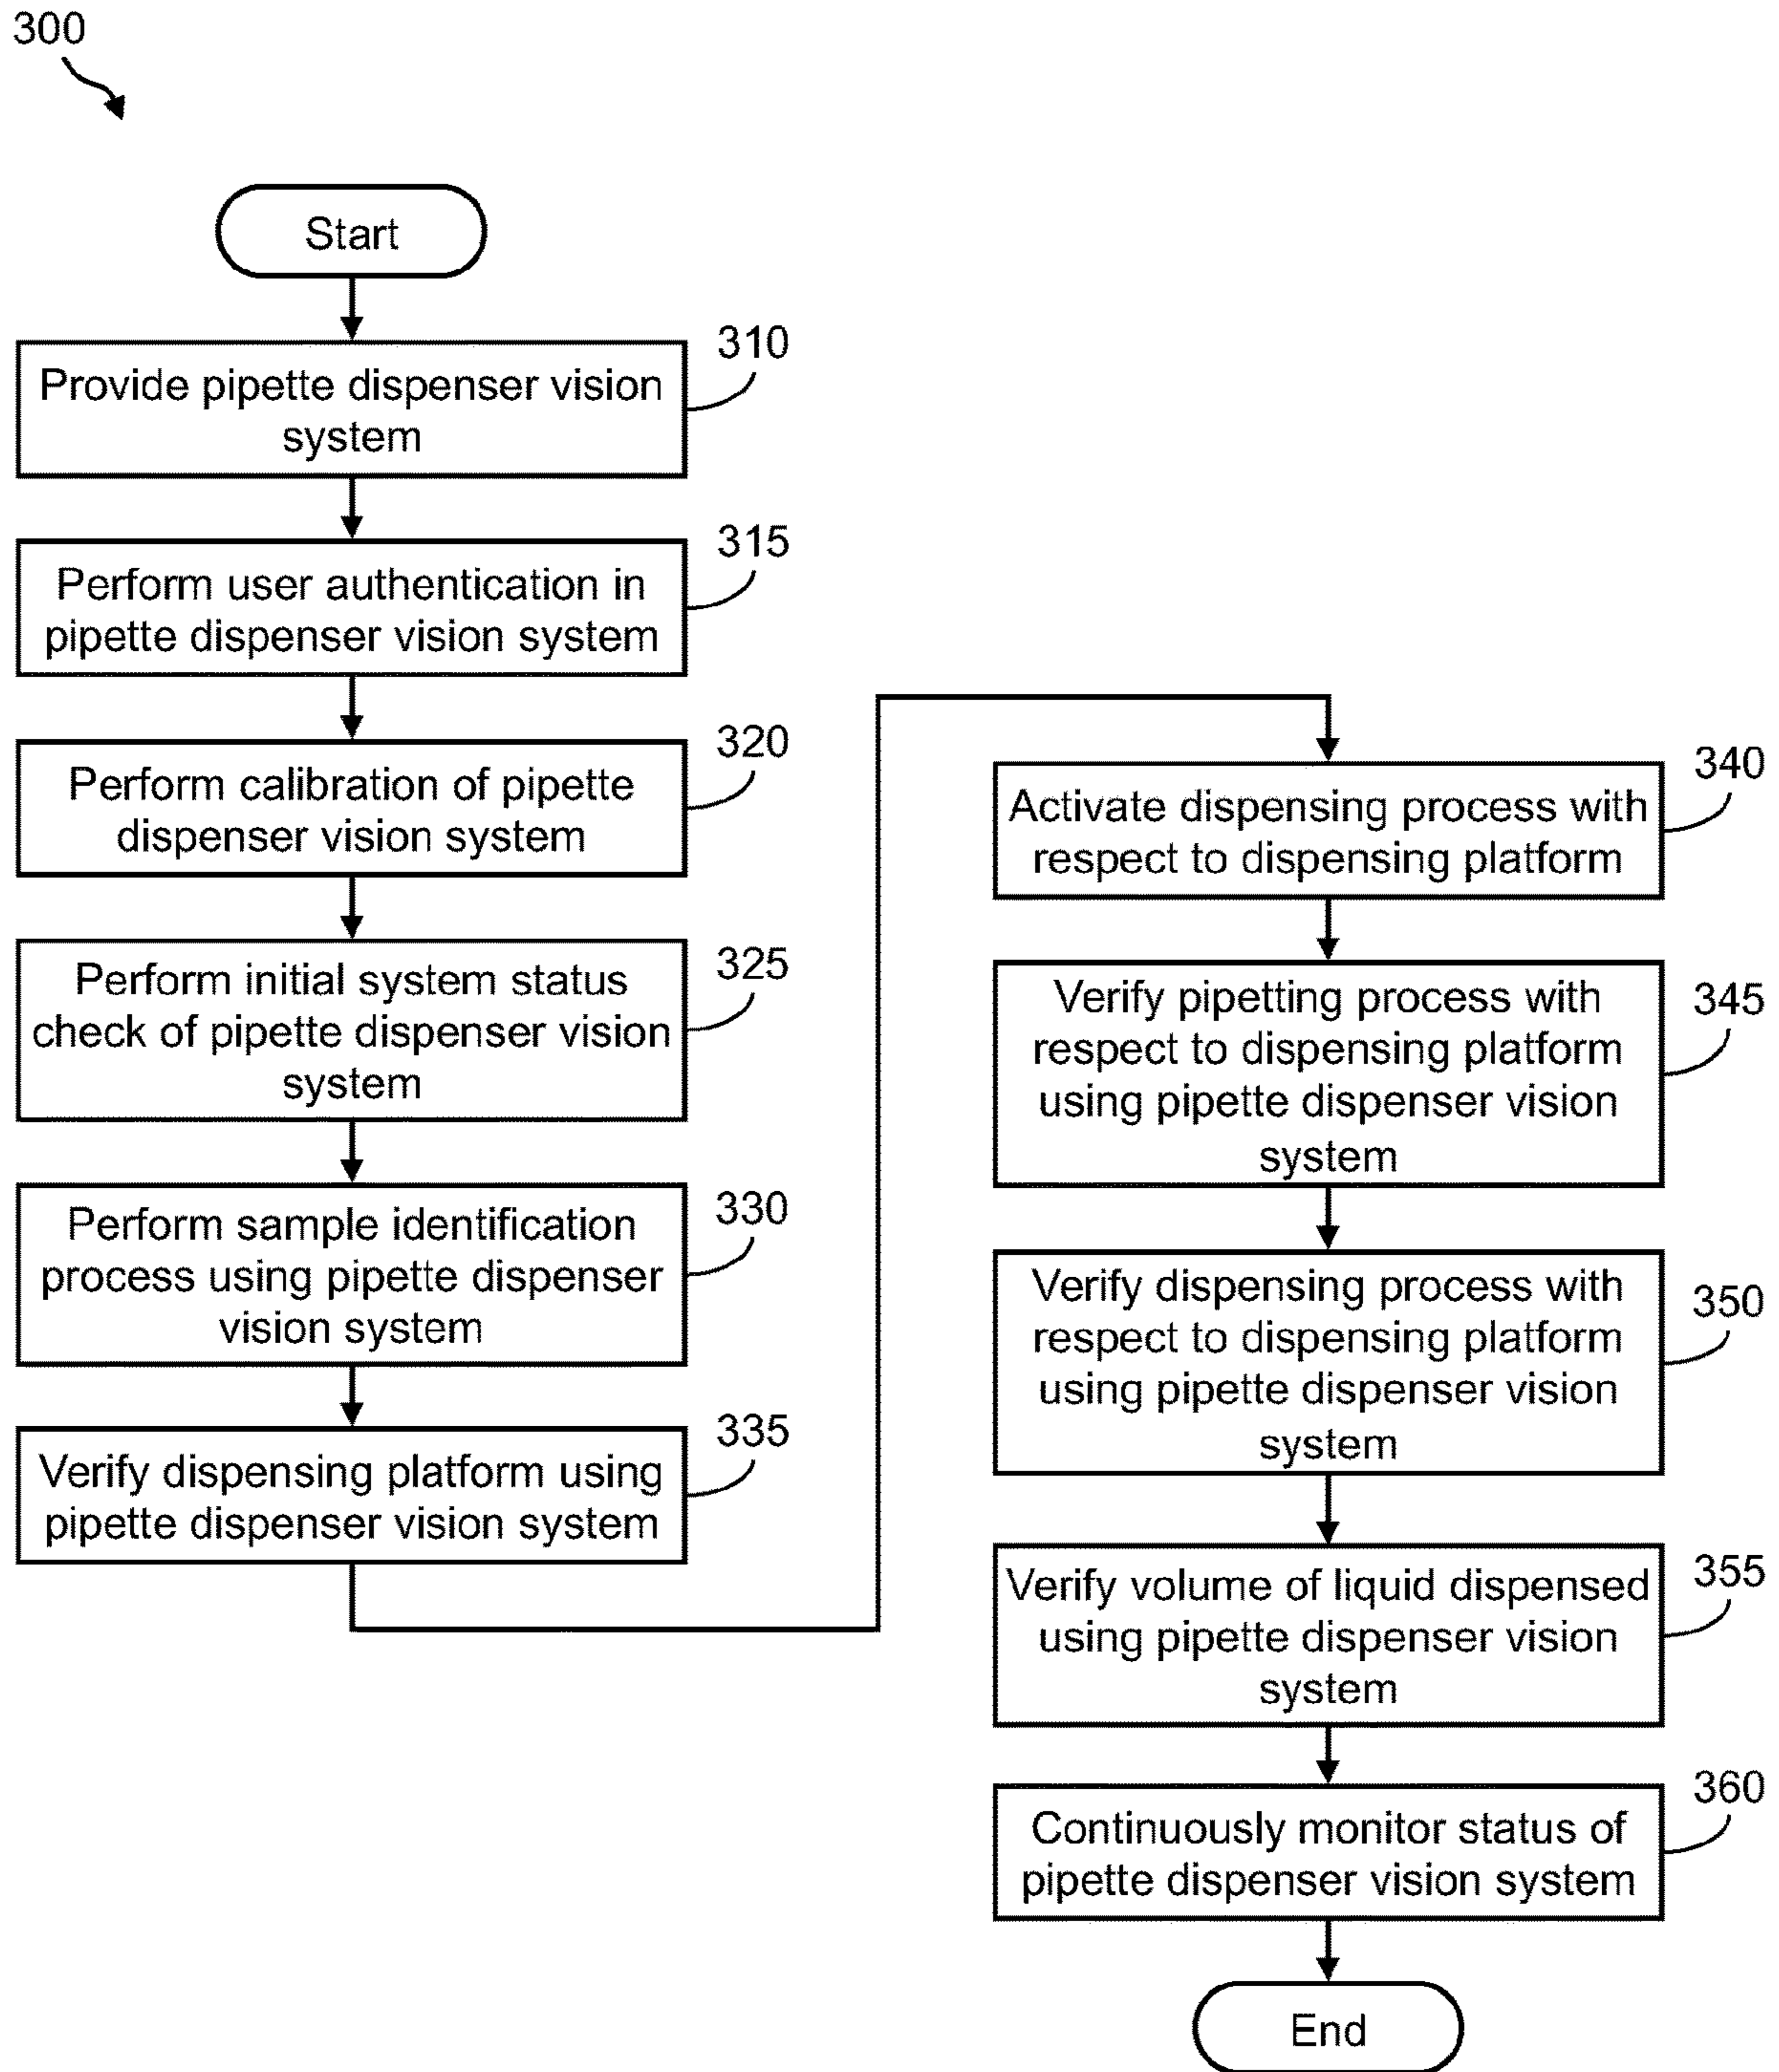 300
Start
310
Provide pipette dispenser vision
system
315
Perform user authentication in
pipette dispenser vision system
320
Perform calibration of pipette
dispenser vision system
325
Perform initial system status
check of pipette dispenser vision
system
330
Perform sample identification
process using pipette dispenser
vision system
335
Verify dispensing platform using
pipette dispenser vision system
340
Activate dispensing process with
respect to dispensing platform
345
Verify pipetting process with
respect to dispensing platform
using pipette dispenser vision
system
350
Verify dispensing process with
respect to dispensing platform
using pipette dispenser vision
system
355
Verify volume of liquid dispensed
using pipette dispenser vision
system
360
Continuously monitor status of
pipette dispenser vision system
End